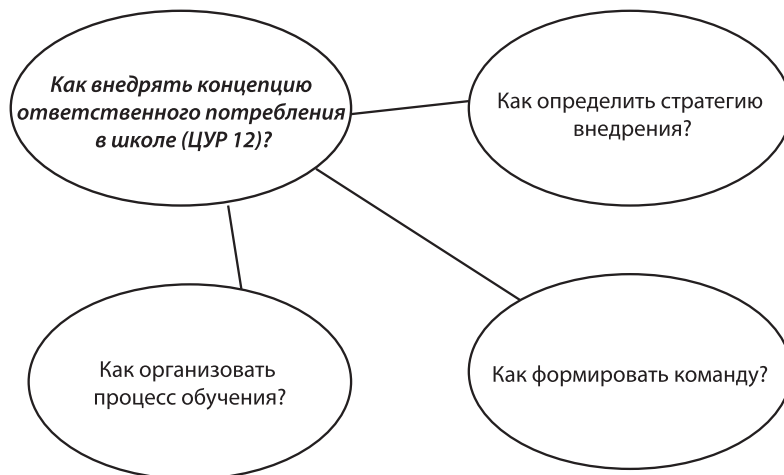 Как внедрять концепцию
ответственного потребления
в школе (ЦУР 12)?
Как определить стратегию
внедрения?
Как организовать
процесс обучения?
Как формировать команду?